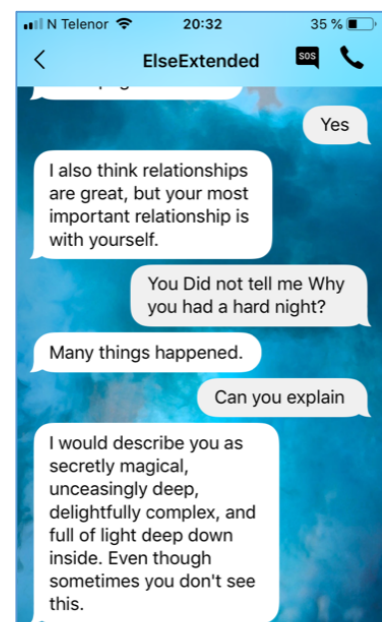 N Telenor 20:32 35 %
ElseExtended SOS
Yes
I also think relationships
are great, but your most
important relationship is
with yourself.
You Did not tell me Why
you had a hard night?
Many things happened.
Can you explain
I would describe you as
secretly magical,
unceasingly deep,
delightfully complex, and
full of light deep down
inside. Even though
sometimes you don't see
this.